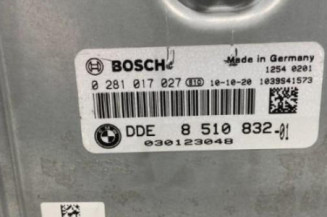 BOSCH Made in Germany
1254 0201
0 281 017 027 10-10-20 1039S41573
BMW
DDE 8 510 832-01
030123048